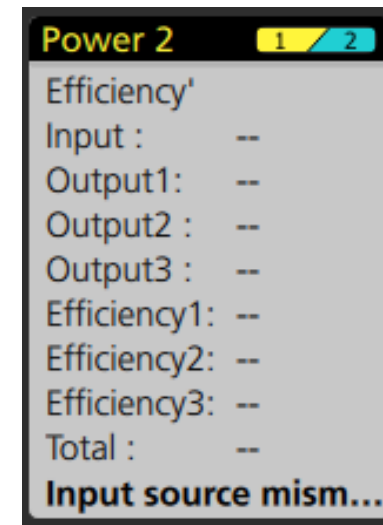 Power 2 1 / 2
Efficiency'
Input : --
Output1: --
Output2 : --
Output3 : --
Efficiency1: --
Efficiency2: --
Efficiency3: --
Total : --
Input source mism...